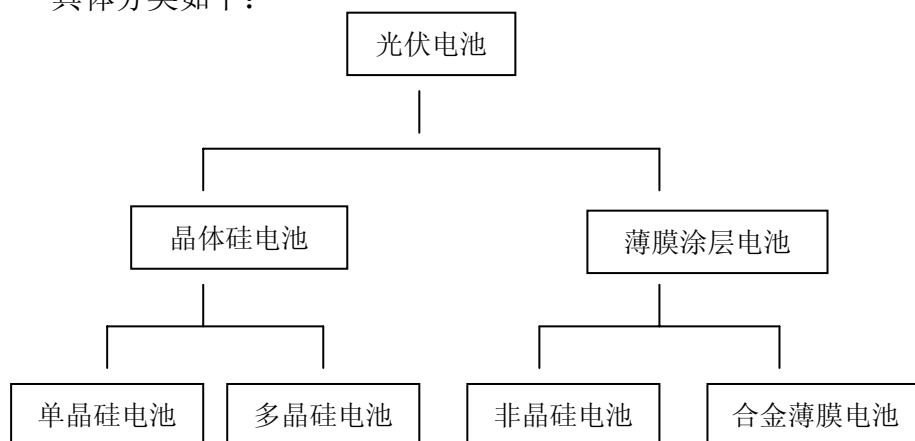 具体分类如下：
光伏电池
晶体硅电池
薄膜涂层电池
单晶硅电池
多晶硅电池
非晶硅电池
合金薄膜电池